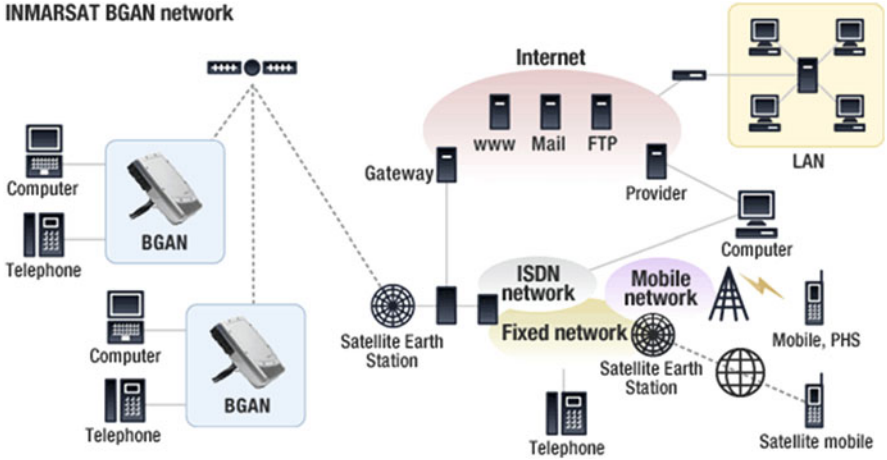 INMARSAT BGAN network
Internet
www Mail FTP
LAN
Gateway
Provider
Computer
BGAN
Telephone
Computer
ISDN
network
Mobile
network
Fixed network
Mobile, PHS
Satellite Earth
Station
Satellite Earth
Station
Computer
BGAN
Telephone
Telephone
Satellite mobile